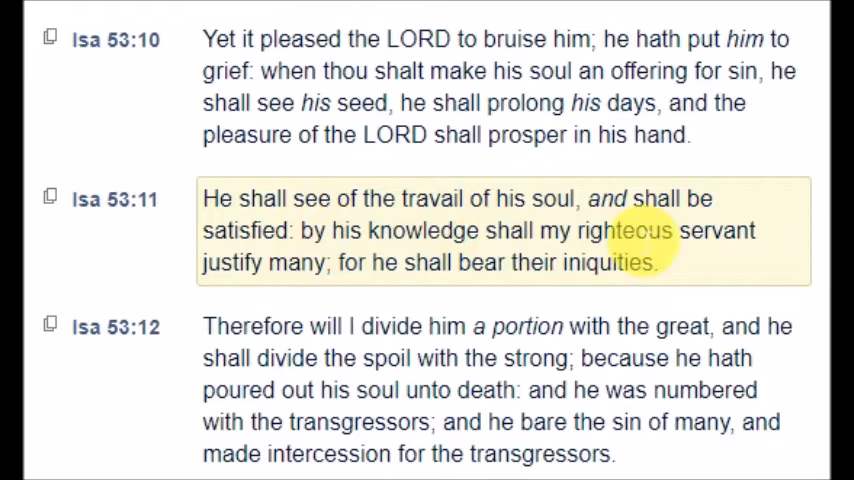 Isa 53:10 Yet it pleased the LORD to bruise him; he hath put him to
grief: when thou shalt make his soul an offering for sin, he
shall see his seed, he shall prolong his days, and the
pleasure of the LORD shall prosper in his hand.
Isa 53:11 He shall see of the travail of his soul, and shall be
satisfied: by his knowledge shall my righteous servant
justify many; for he shall bear their iniquities.
Isa 53:12 Therefore will I divide him a portion with the great, and he
shall divide the spoil with the strong; because he hath
poured out his soul unto death: and he was numbered
with the transgressors; and he bare the sin of many, and
made intercession for the transgressors.